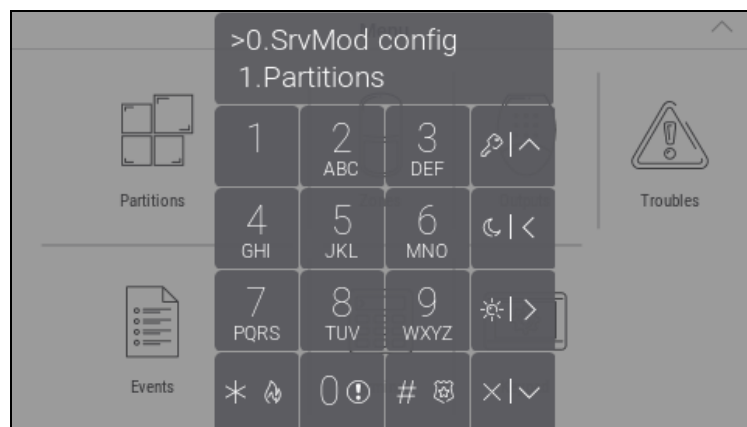 >0.SrvMod config
1.Partitions
1
2
ABC
3
DEF
4
GHI
5
JKL
6
MNO
7
PQRS
8
TUV
9
WXYZ
* 
0
#
Partitions
Troubles
Events